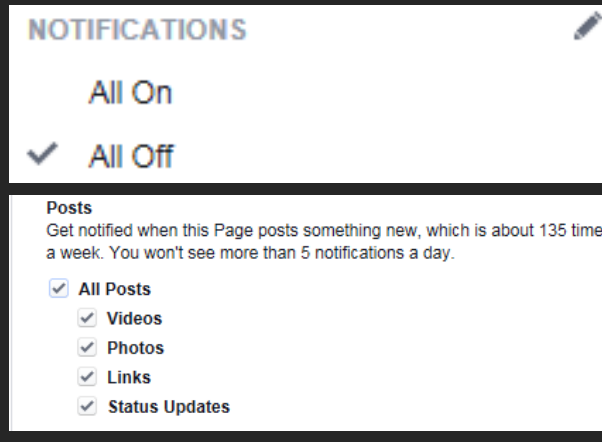 NOTIFICATIONS
All On
All Off
Posts
Get notified when this Page posts something new, which is about 135 time
a week. You won't see more than 5 notifications a day.
All Posts
Videos
Photos
Links
Status Updates